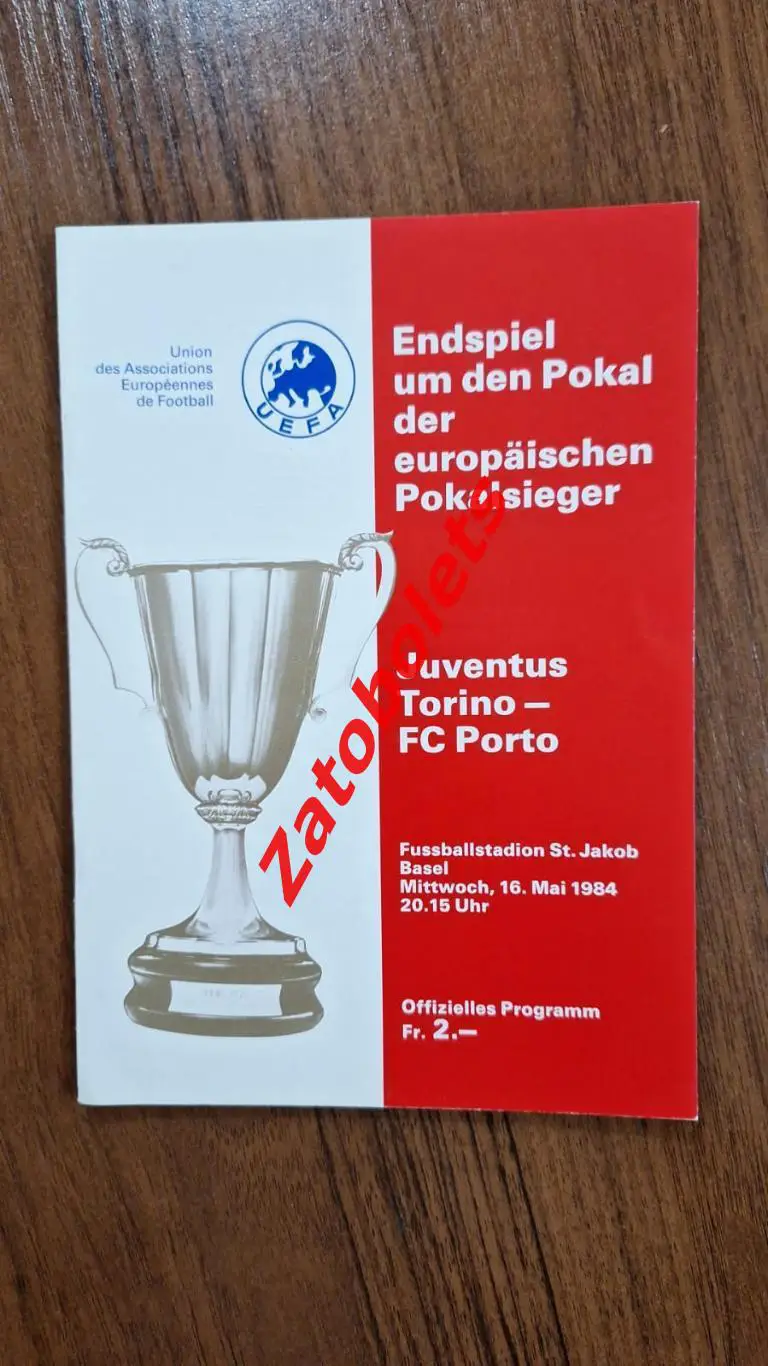 Union
des Associations
Européennes
de Football
UEFA
Endspiel
um den Pokal
der
europäischen
Pokalsieger
Juventus
Torino –
FC Porto
Fussballstadion St. Jakob
Basel
Mittwoch, 16. Mai 1984
20.15 Uhr
Offizielles Programm
Fr. 2.–
Zatobolets